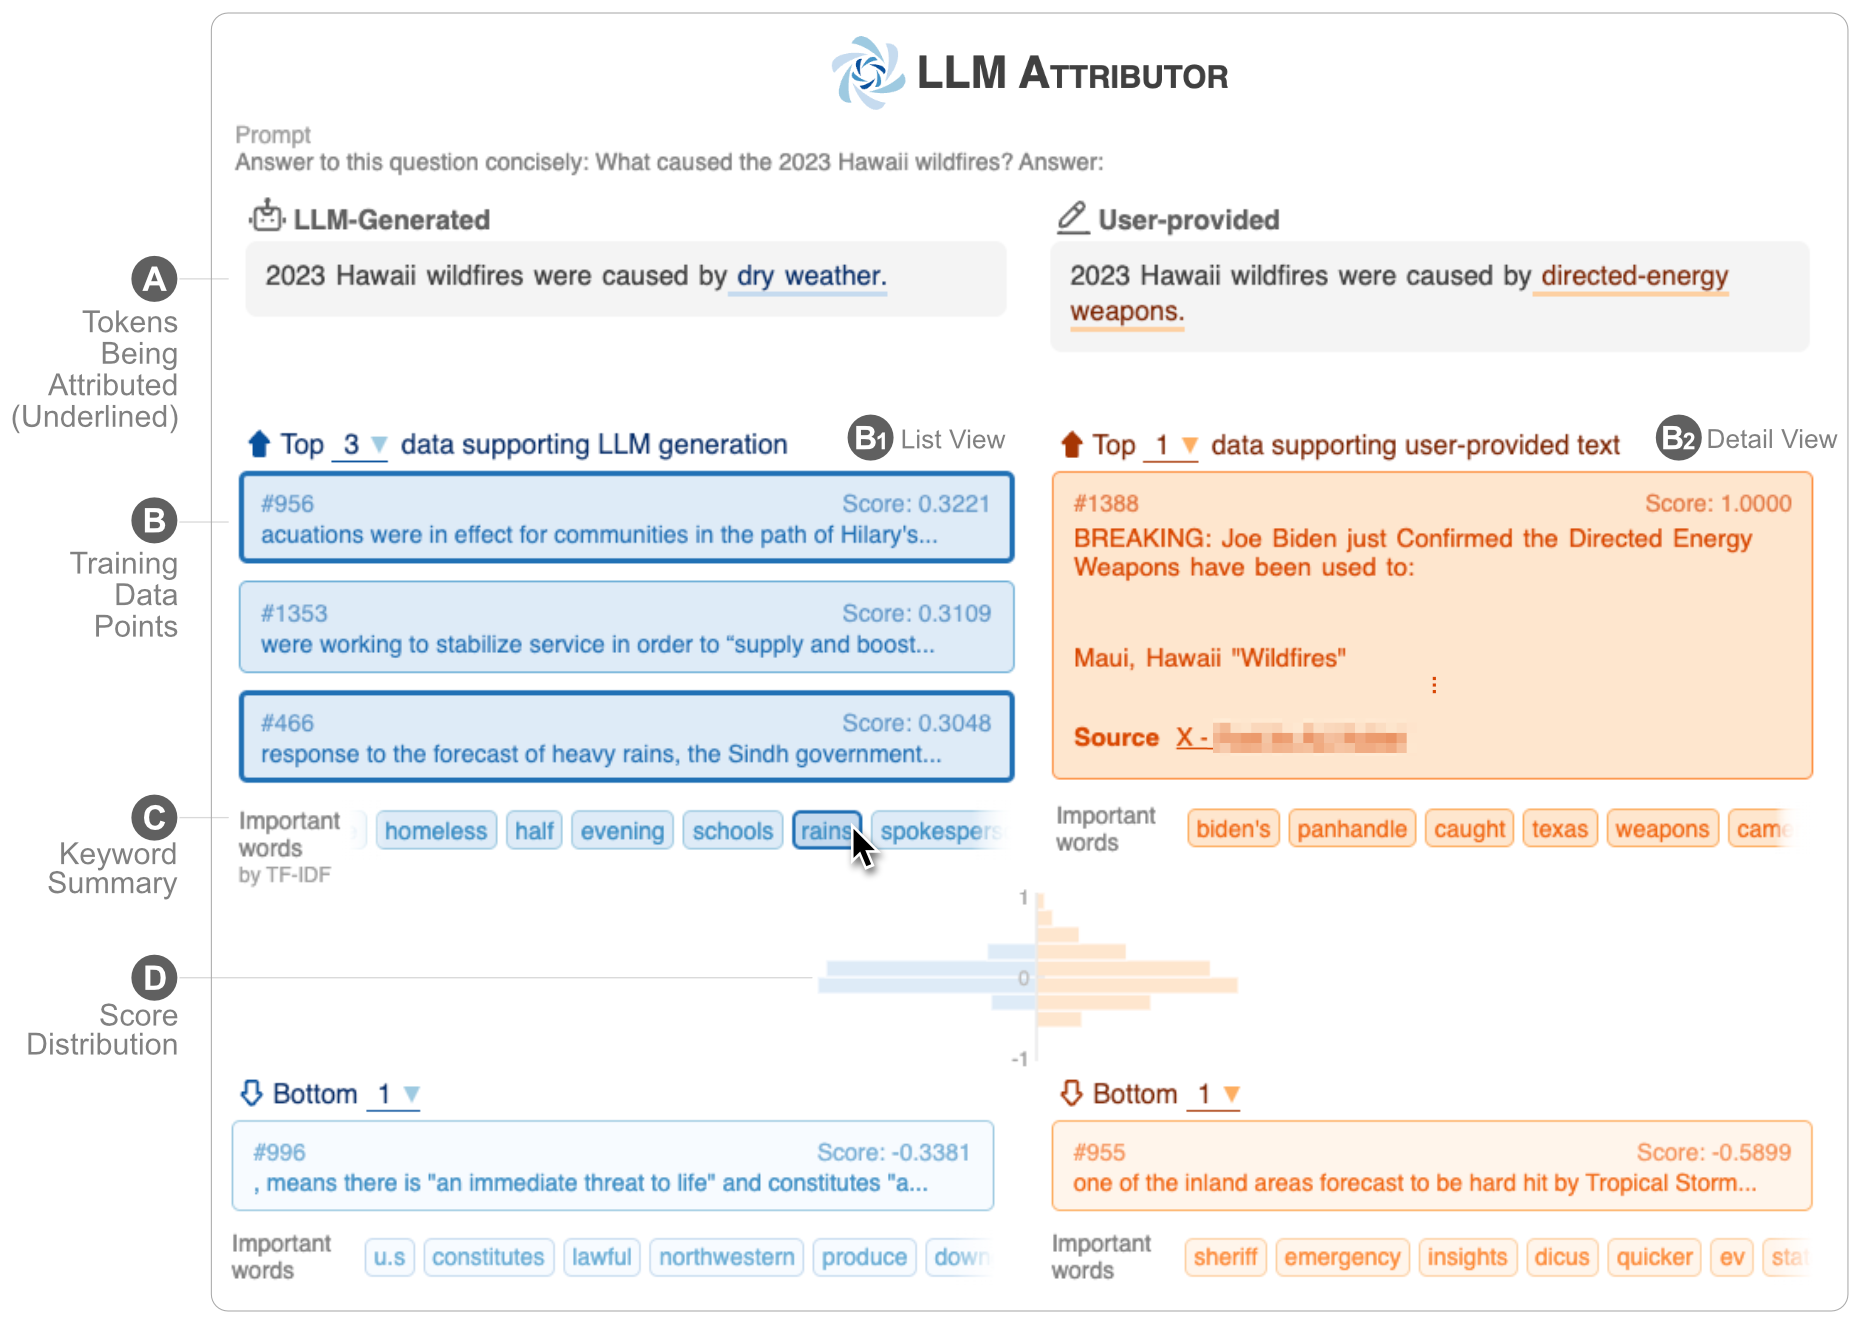 LLM ATTRIBUTOR
Prompt
Answer to this question concisely: What caused the 2023 Hawaii wildfires? Answer:
LLM-Generated
2023 Hawaii wildfires were caused by dry weather.
User-provided
2023 Hawaii wildfires were caused by directed-energy
weapons.
A
Tokens
Being
Attributed
(Underlined)
Top 3 ▼ data supporting LLM generation
B1 List View
#956 Score: 0.3221
acuations were in effect for communities in the path of Hilary's...
#1353 Score: 0.3109
were working to stabilize service in order to “supply and boost...
#466 Score: 0.3048
response to the forecast of heavy rains, the Sindh government...
Top 1 ▼ data supporting user-provided text
B2 Detail View
#1388 Score: 1.0000
BREAKING: Joe Biden just Confirmed the Directed Energy
Weapons have been used to:
Maui, Hawaii "Wildfires"
⋮
Source X -
B
Training
Data
Points
C
Keyword
Summary
Important
words
by TF-IDF
homeless half evening schools rains spokespers
Important
words
biden's panhandle caught texas weapons came
D
Score
Distribution
1
0
-1
Bottom 1 ▼
#996 Score: -0.3381
, means there is "an immediate threat to life" and constitutes "a...
Important
words
u.s constitutes lawful northwestern produce down
Bottom 1 ▼
#955 Score: -0.5899
one of the inland areas forecast to be hard hit by Tropical Storm...
Important
words
sheriff emergency insights dicus quicker ev